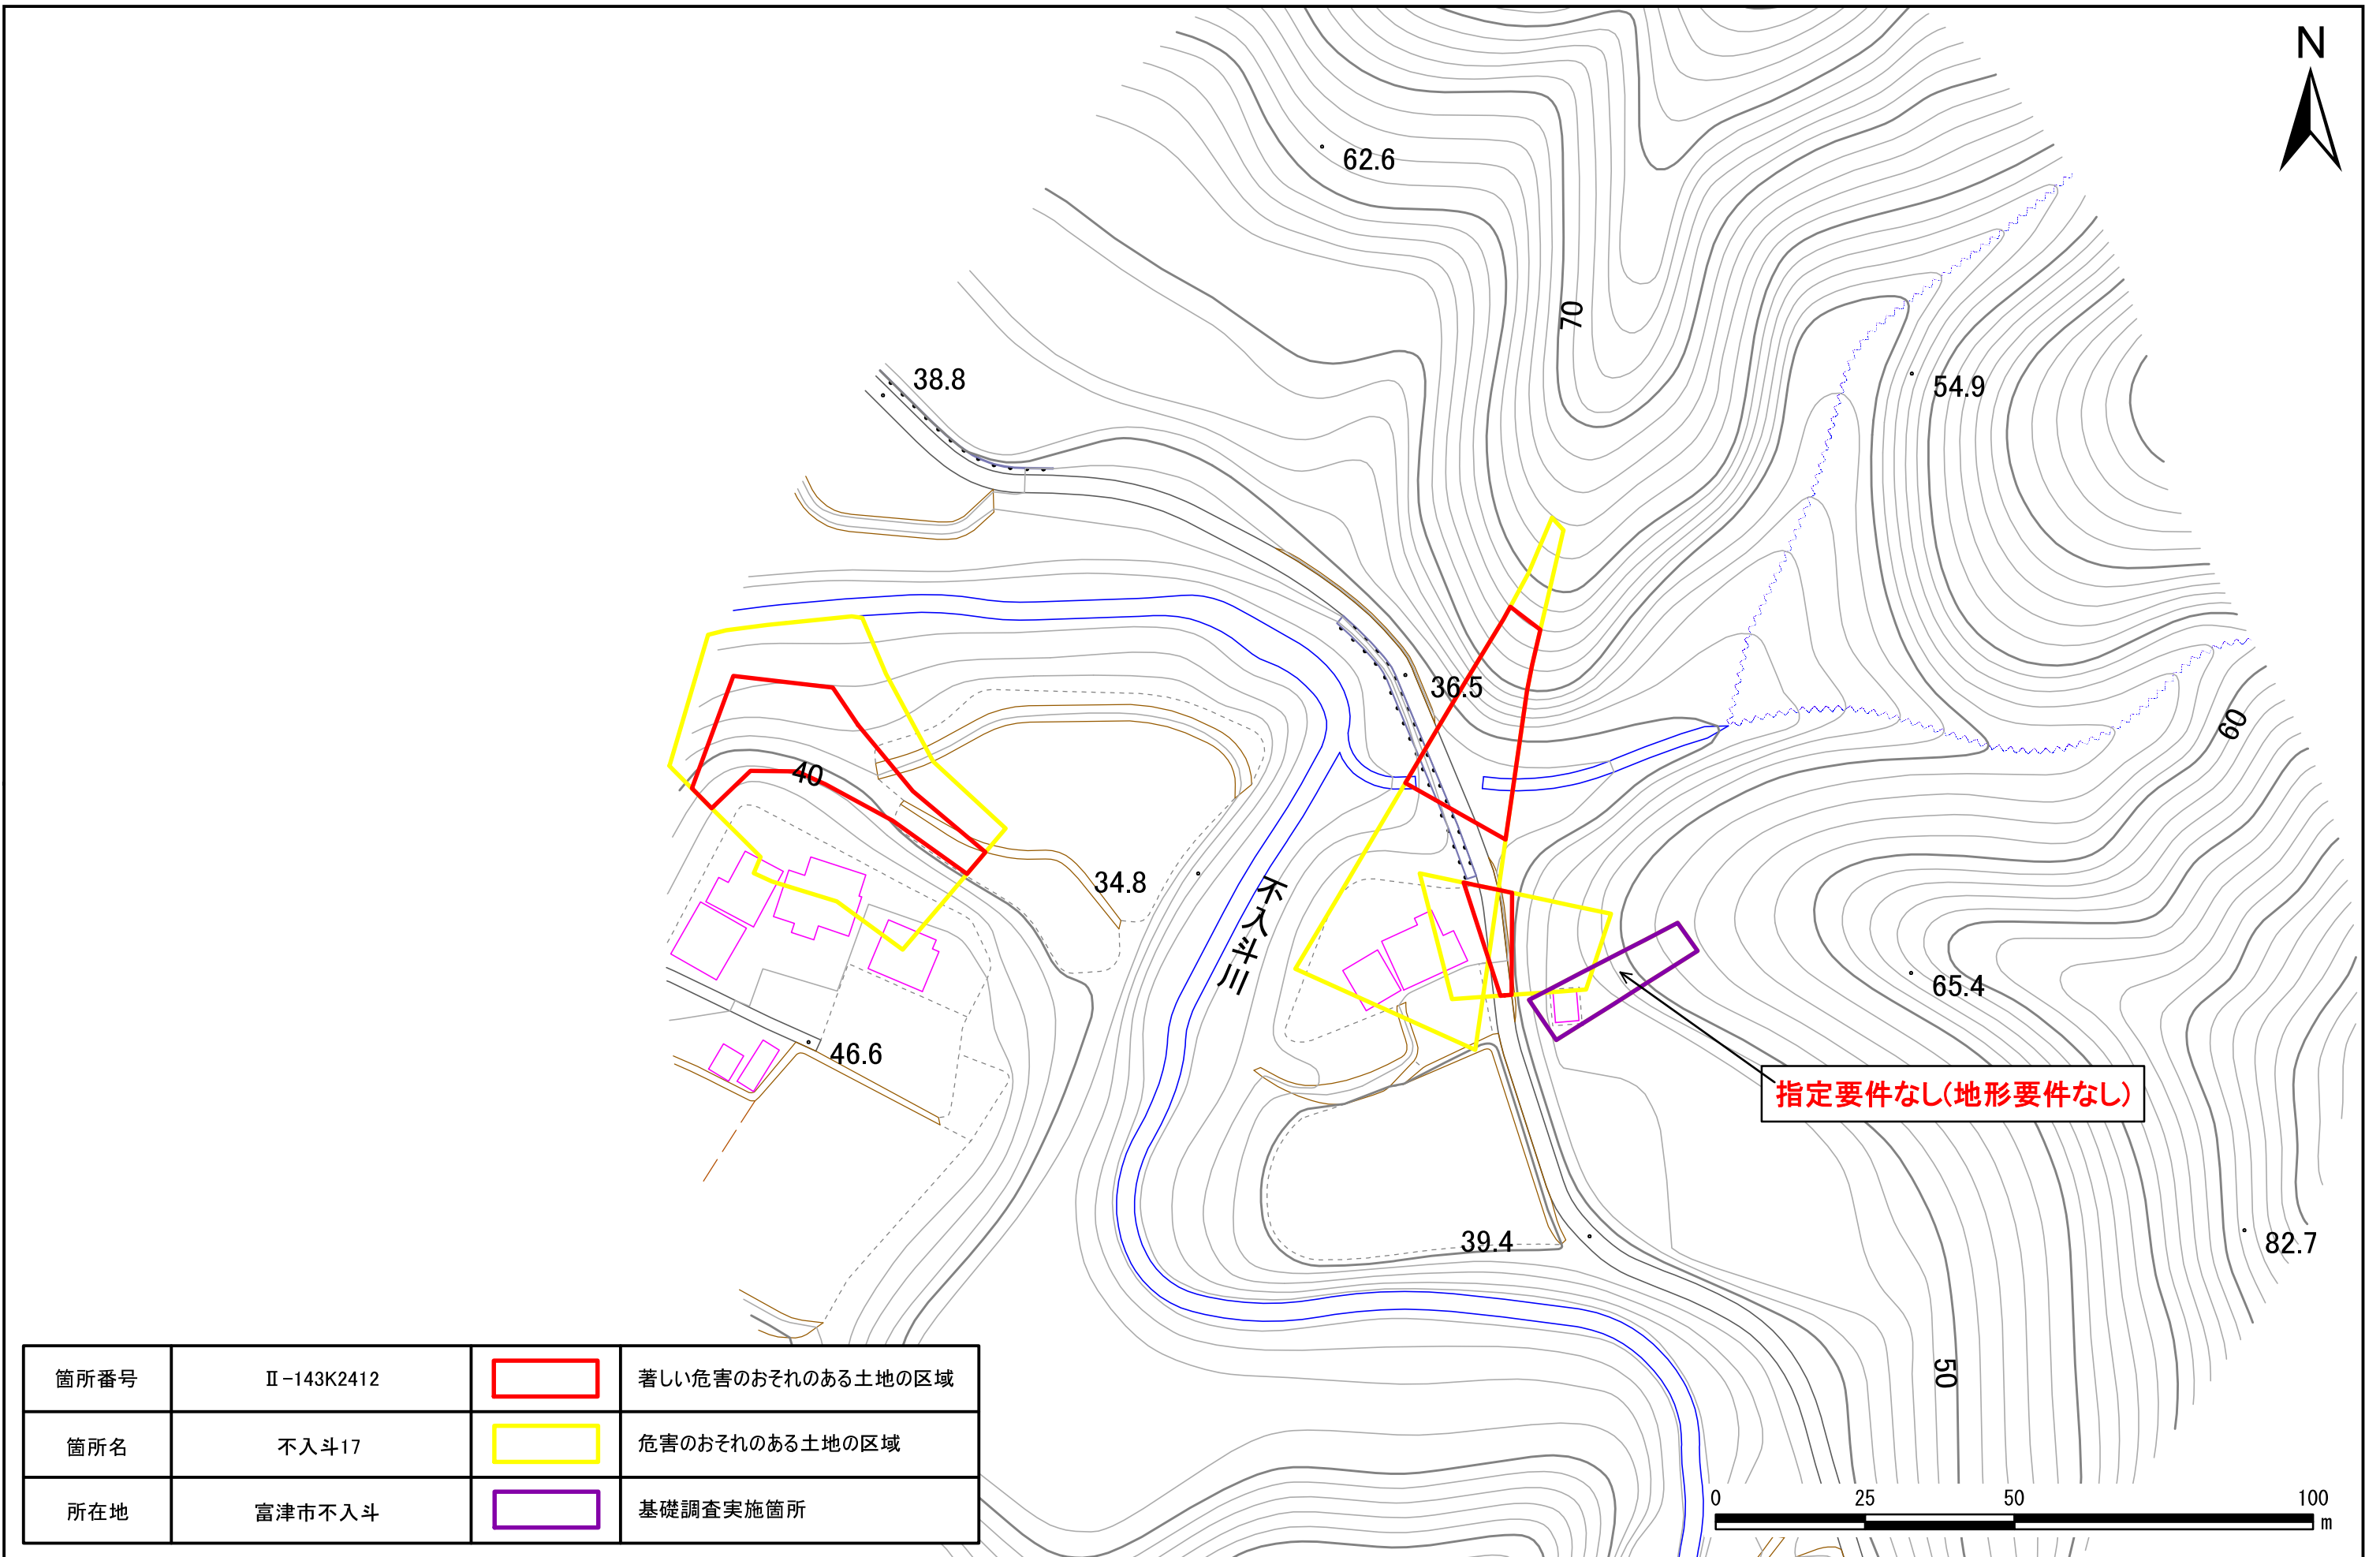 N
62.6
70
38.8
54.9
36.5
60
40
34.8
不入斗川
65.4
46.6
指定要件なし(地形要件なし)
39.4
82.7
50
箇所番号 Ⅱ-143K2412 著しい危害のおそれのある土地の区域
箇所名 不入斗17 危害のおそれのある土地の区域
所在地 富津市不入斗 基礎調査実施箇所
0 25 50 100
m